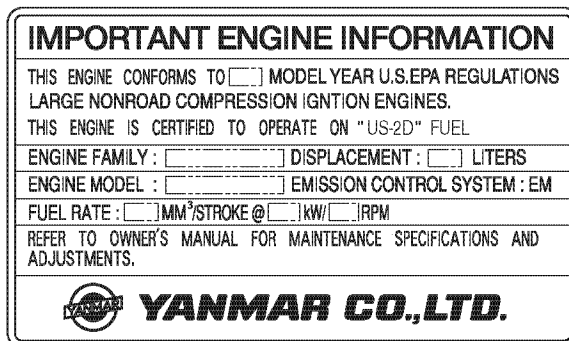 IMPORTANT ENGINE INFORMATION
THIS ENGINE CONFORMS TO [ ] MODEL YEAR U.S.EPA REGULATIONS
LARGE NONROAD COMPRESSION IGNTION ENGINES.
THIS ENGINE IS CERTIFIED TO OPERATE ON "US-2D" FUEL
ENGINE FAMILY : [ ] DISPLACEMENT : [ ] LITERS
ENGINE MODEL : [ ] EMISSION CONTROL SYSTEM : EM
FUEL RATE : [ ] MM³/STROKE @ [ ] kW/ [ ] RPM
REFER TO OWNER'S MANUAL FOR MAINTENANCE SPECIFICATIONS AND
ADJUSTMENTS.
YANMAR YANMAR CO.,LTD.